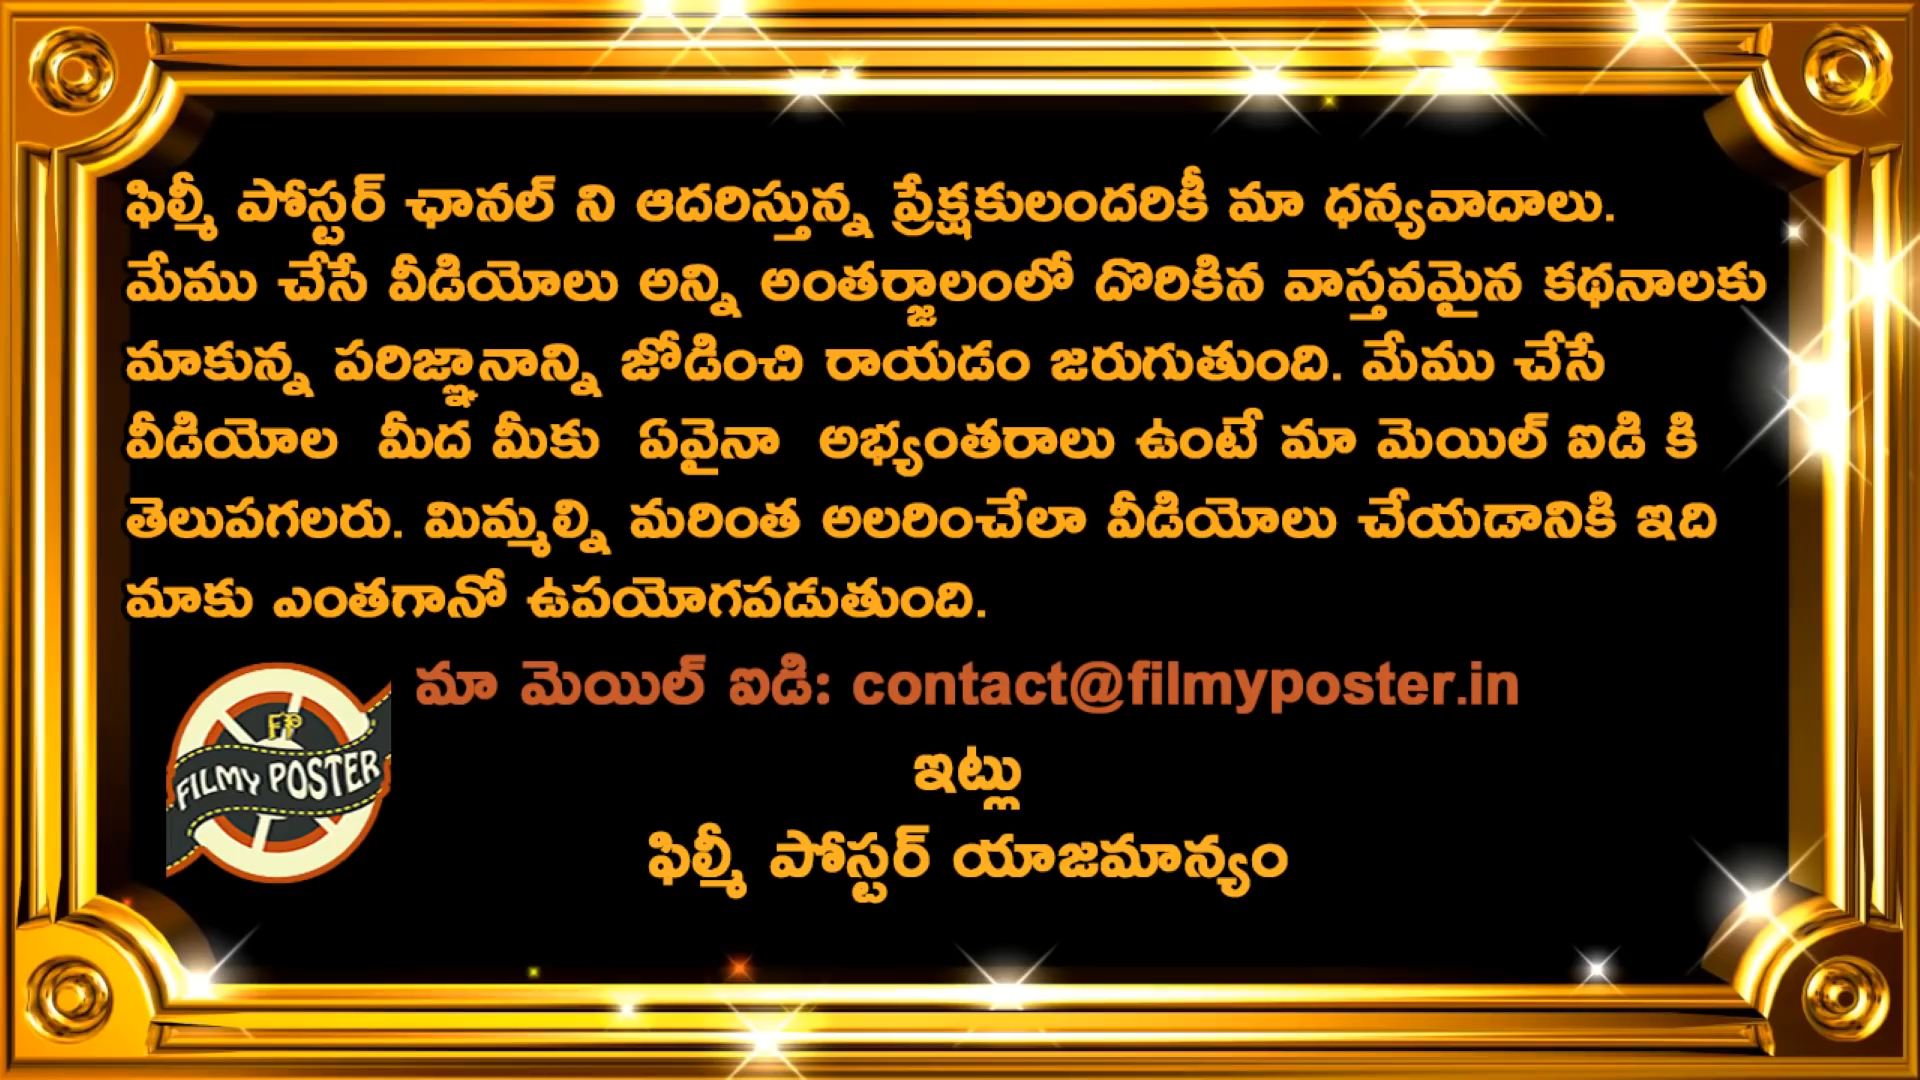 ఫిల్మీ పోస్టర్ ఛానల్ ని ఆదరిస్తున్న ప్రేక్షకులందరికీ మా ధన్యవాదాలు.
మేము చేసే వీడియోలు అన్ని అంతర్జాలంలో దొరికిన వాస్తవమైన కథనాలకు
మాకున్న పరిజ్ఞానాన్ని జోడించి రాయడం జరుగుతుంది. మేము చేసే
వీడియోల మీద మీకు ఏవైనా అభ్యంతరాలు ఉంటే మా మెయిల్ ఐడి కి
తెలుపగలరు. మిమ్మల్ని మరింత అలరించేలా వీడియోలు చేయడానికి ఇది
మాకు ఎంతగానో ఉపయోగపడుతుంది.
మా మెయిల్ ఐడి: contact@filmyposter.in
FP
FILMY POSTER
ఇట్లు
ఫిల్మీ పోస్టర్ యాజమాన్యం